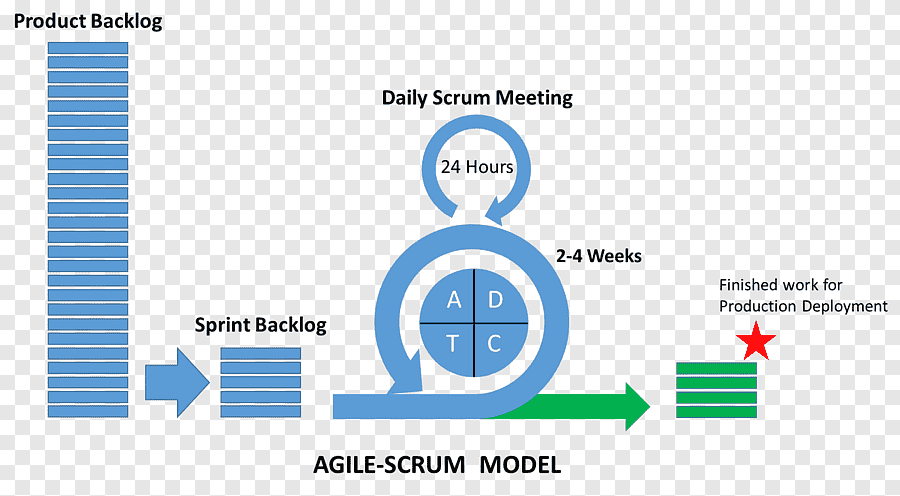 Product Backlog
Daily Scrum Meeting
24 Hours
2-4 Weeks
A D
T C
Finished work for
Production Deployment
Sprint Backlog
AGILE-SCRUM MODEL